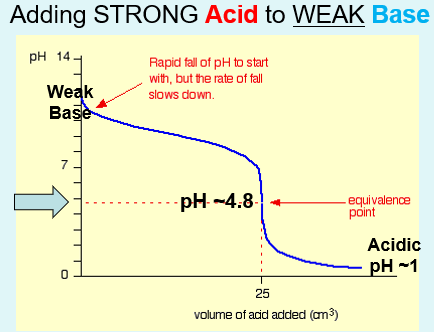 Adding STRONG Acid to WEAK Base
pH 14
Rapid fall of pH to start
with, but the rate of fall
slows down.
Weak
Base
7
pH ~4.8
equivalence
point
Acidic
pH ~1
0
25
volume of acid added (cm³)